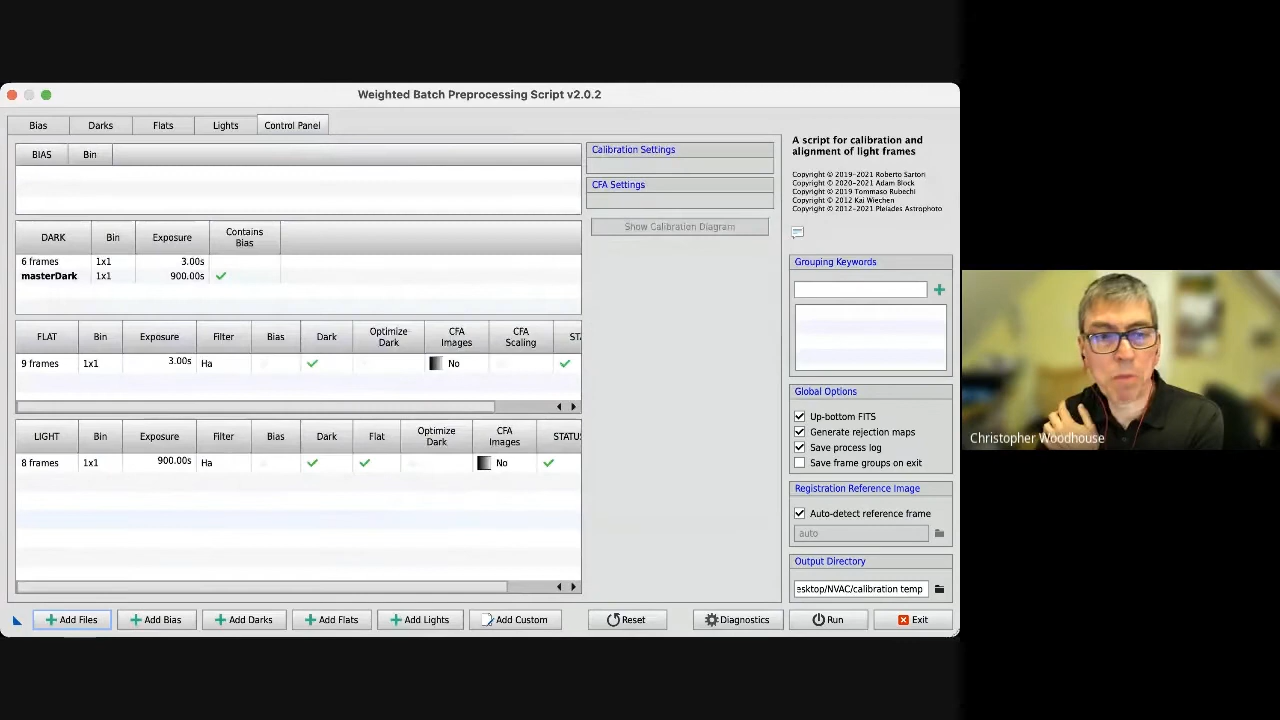 Weighted Batch Preprocessing Script v2.0.2
Bias
Darks
Flats
Lights
Control Panel
BIAS
Bin
DARK
Bin
Exposure
Contains
Bias
6 frames
1x1
3.00s
masterDark
1x1
900.00s
FLAT
Bin
Exposure
Filter
Bias
Dark
Optimize
Dark
CFA
Images
CFA
Scaling
9 frames
1x1
3.00s
Ha
No
LIGHT
Bin
Exposure
Filter
Bias
Dark
Flat
Optimize
Dark
CFA
Images
STATUS
8 frames
1x1
900.00s
Ha
No
Calibration Settings
CFA Settings
Show Calibration Diagram
A script for calibration and
alignment of light frames
Copyright © 2019-2021 Roberto Sartori
Copyright © 2020-2021 Adam Block
Copyright © 2019 Tommaso Rubechi
Copyright © 2012 Kai Wiechen
Copyright © 2012-2021 Pleiades Astrophoto
Grouping Keywords
Global Options
Up-bottom FITS
Generate rejection maps
Save process log
Save frame groups on exit
Registration Reference Image
Auto-detect reference frame
auto
Output Directory
esktop/NVAC/calibration temp
Add Files
Add Bias
Add Darks
Add Flats
Add Lights
Add Custom
Reset
Diagnostics
Run
Exit
Christopher Woodhouse